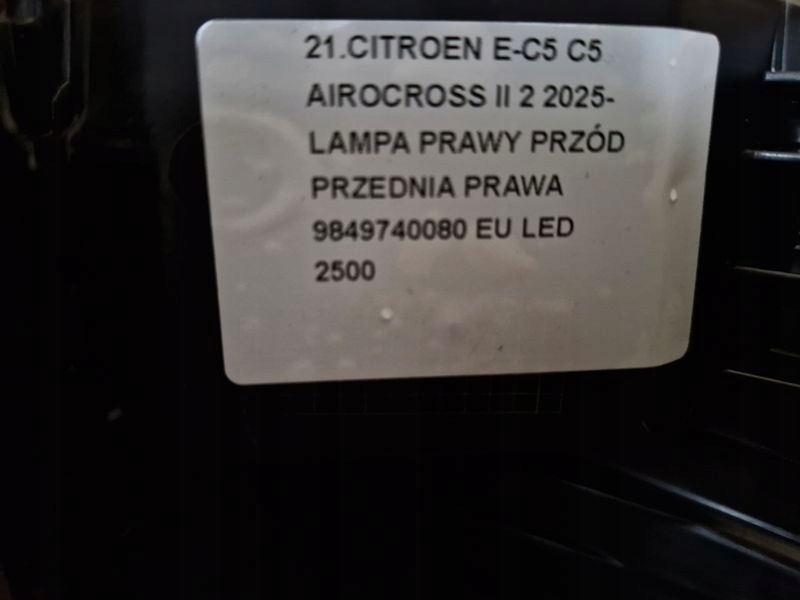 21.CITROEN E-C5 C5
AIROCROSS II 2 2025-
LAMPA PRAWY PRZÓD
PRZEDNIA PRAWA
9849740080 EU LED
2500